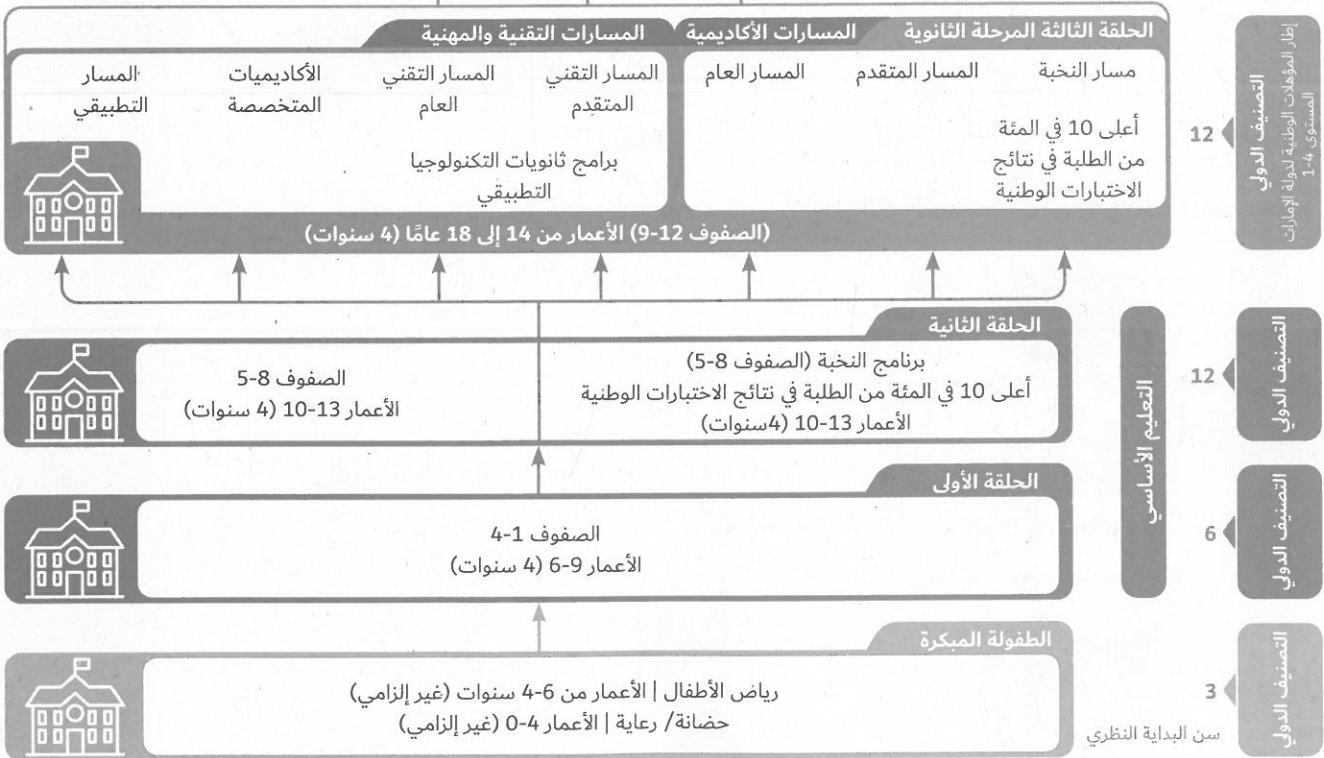 الحلقة الثالثة المرحلة الثانوية
المسارات الأكاديمية
المسارات التقنية والمهنية
مسار النخبة
المسار المتقدم
المسار العام
أعلى 10 في المئة
من الطلبة في نتائج
الاختبارات الوطنية
المسار التقني
المتقدم
المسار التقني
العام
الأكاديميات
المتخصصة
المسار
التطبيقي
برامج ثانويات التكنولوجيا
التطبيقي
(الصفوف 12-9) الأعمار من 14 إلى 18 عامًا (4 سنوات)
12
التصنيف الدولي
إطار المؤهلات الوطنية لدولة الإمارات
المستوى 4-1
الحلقة الثانية
برنامج النخبة (الصفوف 8-5)
أعلى 10 في المئة من الطلبة في نتائج الاختبارات الوطنية
الأعمار 13-10 (4سنوات)
الصفوف 8-5
الأعمار 13-10 (4 سنوات)
التعليم الأساسي
12
التصنيف الدولي
الحلقة الأولى
الصفوف 1-4
الأعمار 9-6 (4 سنوات)
6
التصنيف الدولي
الطفولة المبكرة
رياض الأطفال | الأعمار من 6-4 سنوات (غير إلزامي)
حضانة/ رعاية | الأعمار 4-0 (غير إلزامي)
3
سن البداية النظري
التصنيف الدولي